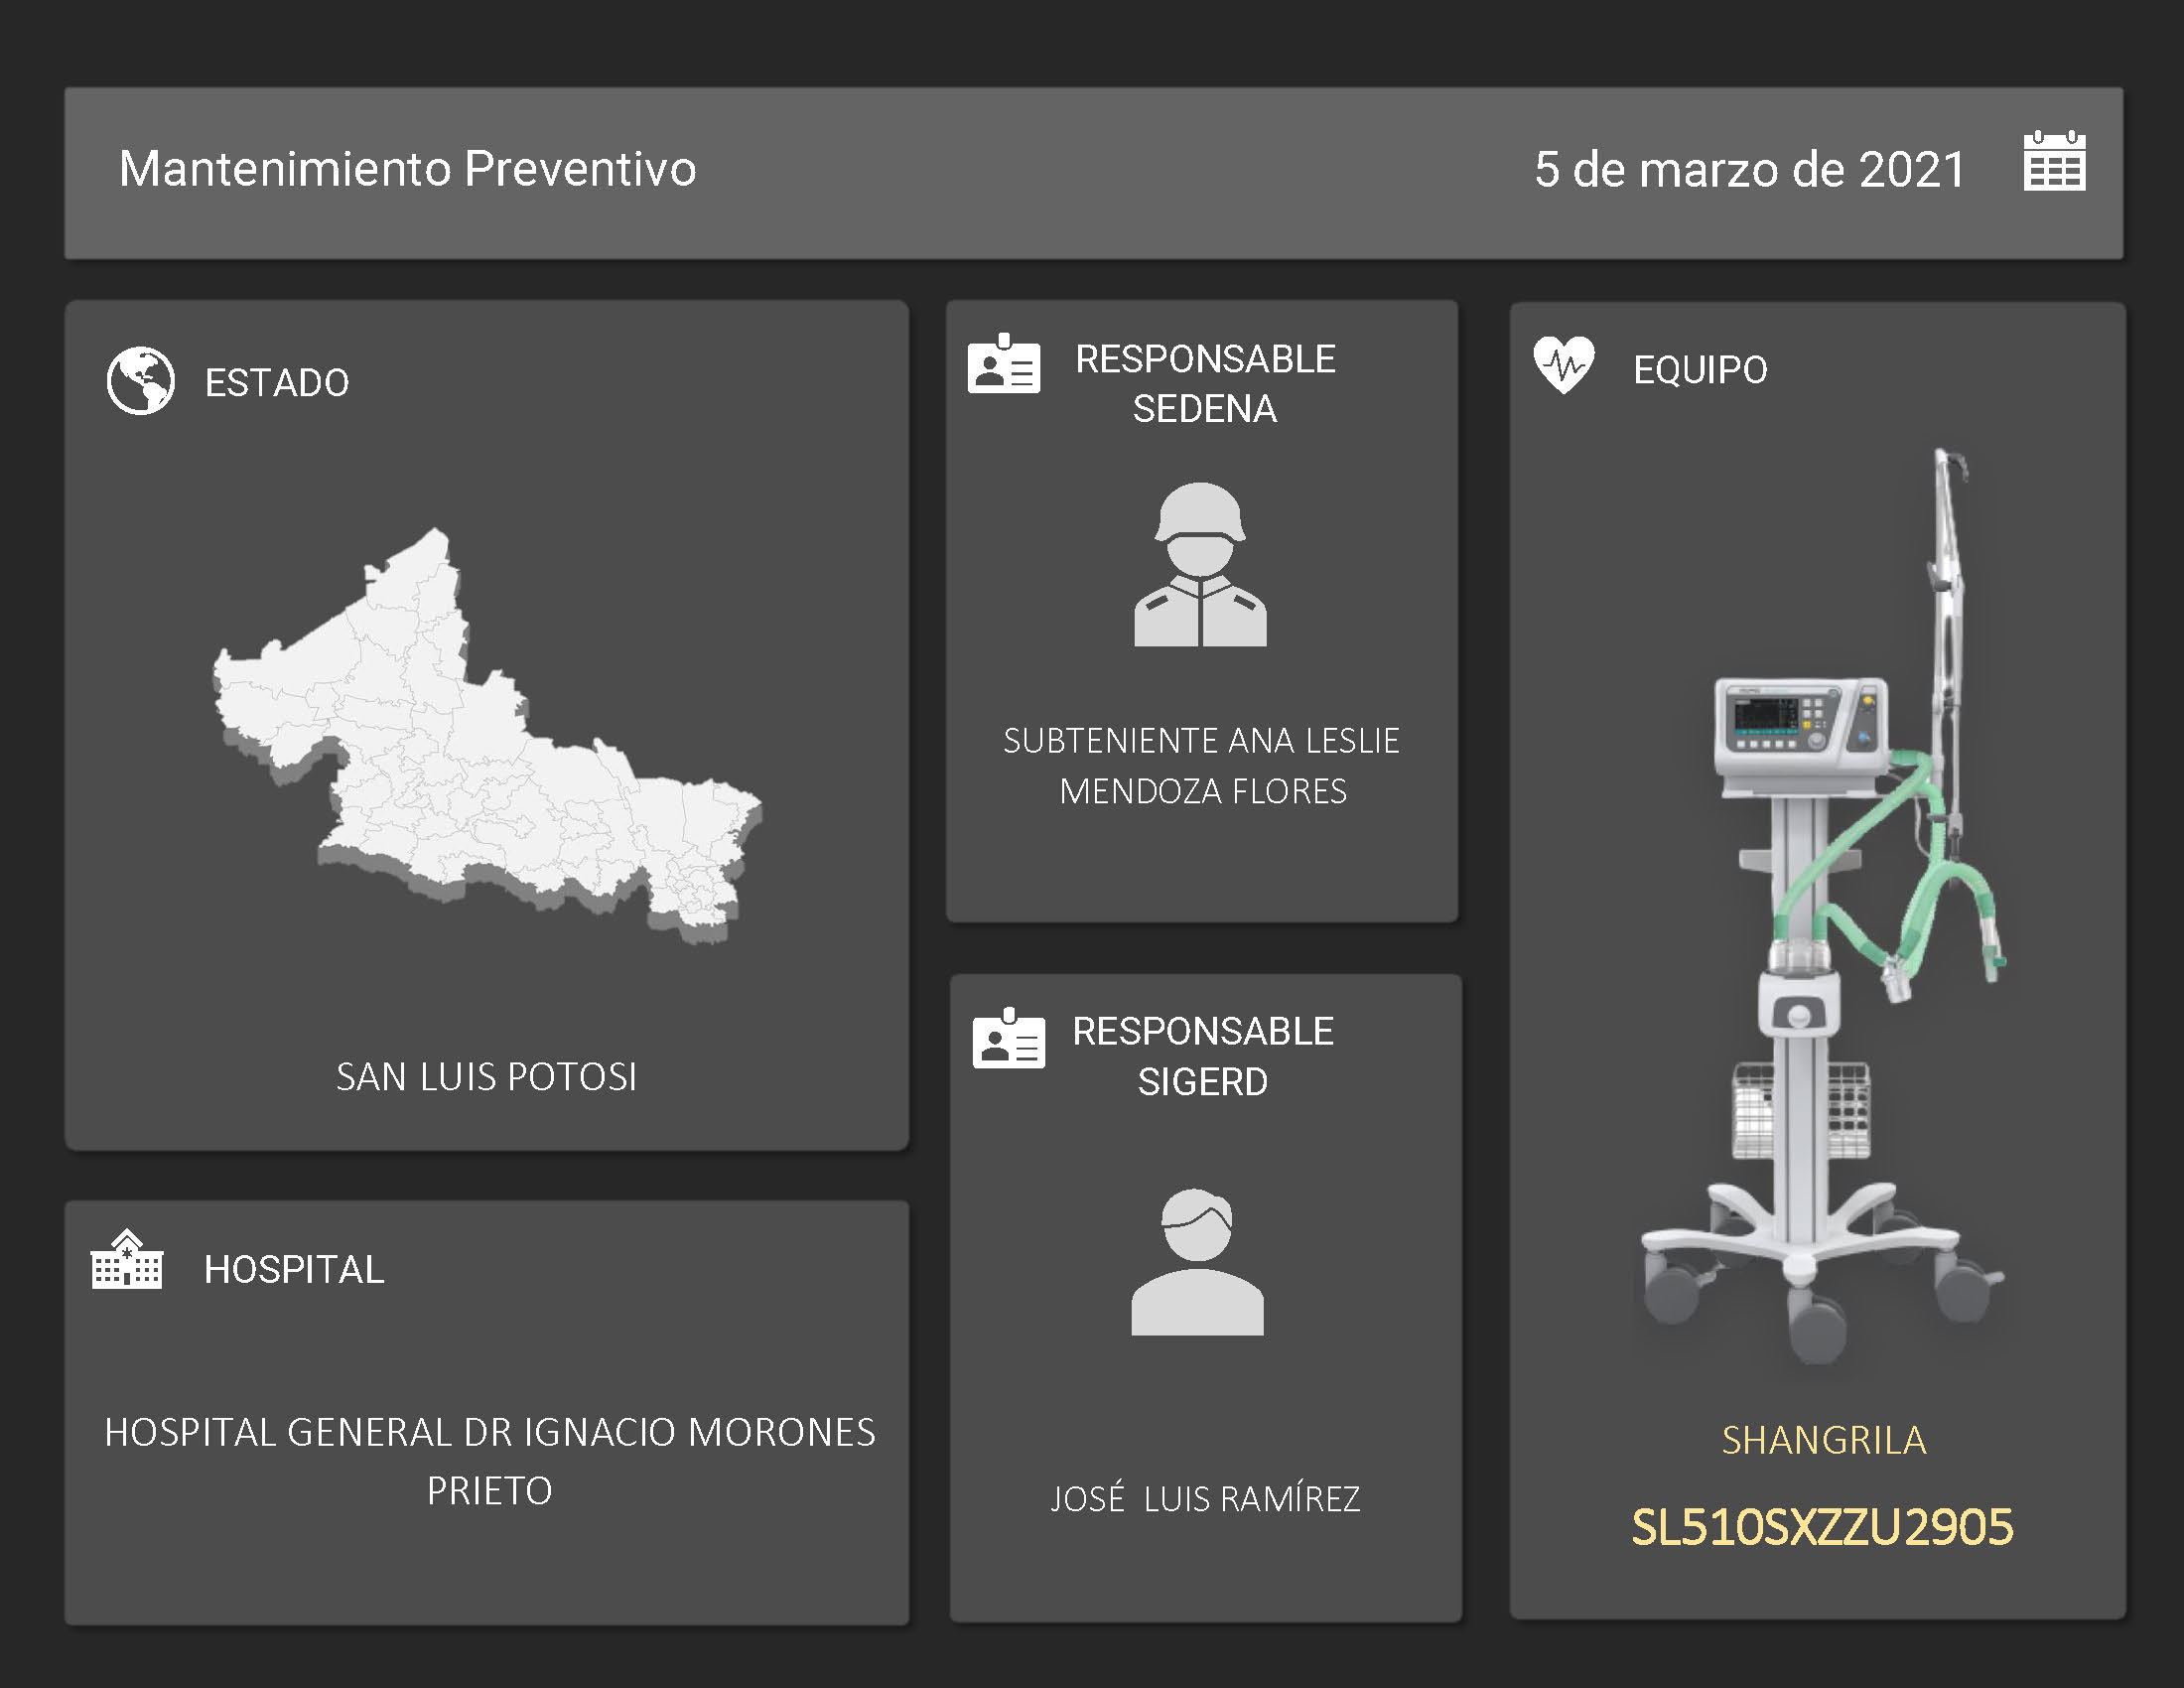 Mantenimiento Preventivo
5 de marzo de 2021
ESTADO
SAN LUIS POTOSI
HOSPITAL
HOSPITAL GENERAL DR IGNACIO MORONES
PRIETO
RESPONSABLE
SEDENA
SUBTENIENTE ANA LESLIE
MENDOZA FLORES
RESPONSABLE
SIGERD
JOSÉ  LUIS RAMÍREZ
EQUIPO
SHANGRILA
SL510SXZZU2905